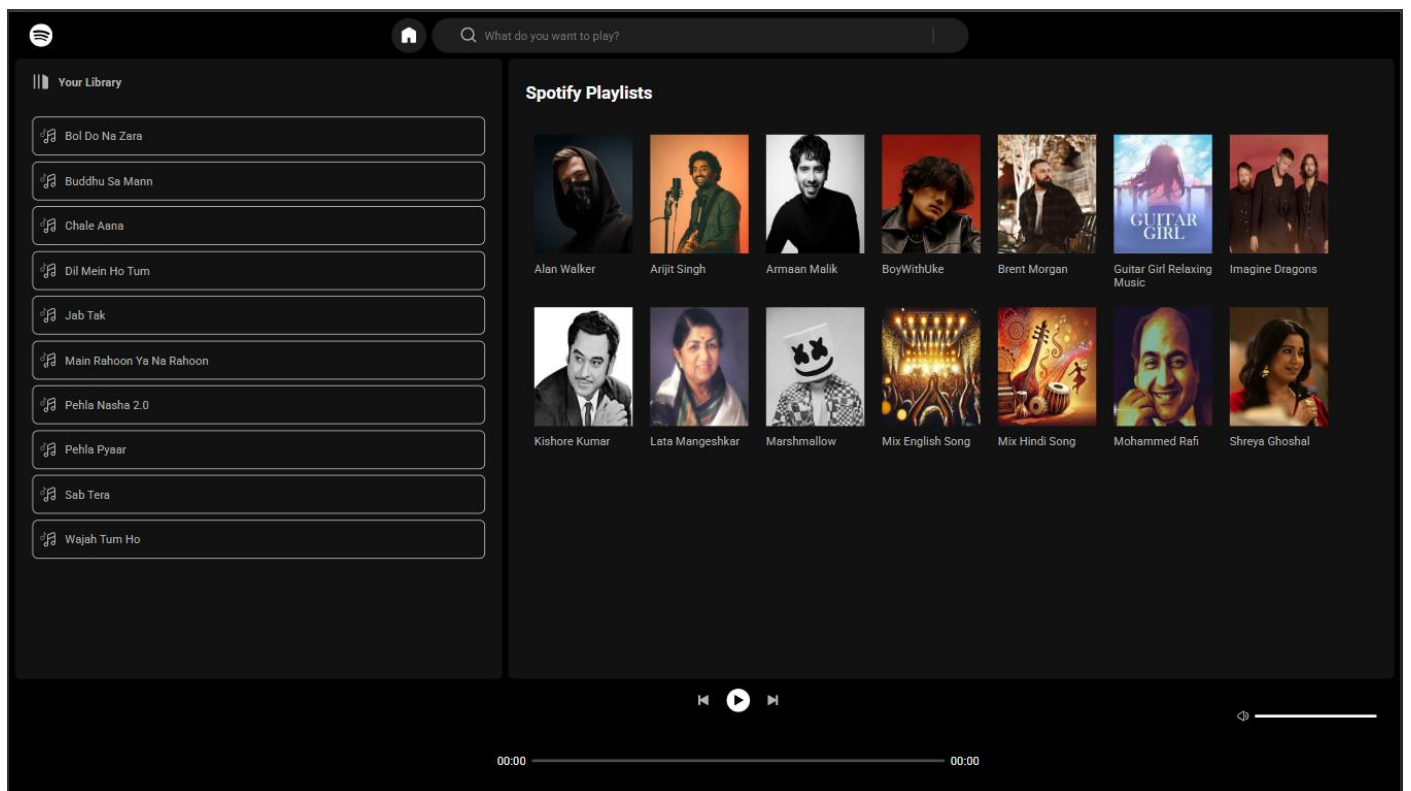 What do you want to play?
Your Library
Bol Do Na Zara
Buddhu Sa Mann
Chale Aana
Dil Mein Ho Tum
Jab Tak
Main Rahoon Ya Na Rahoon
Pehla Nasha 2.0
Pehla Pyaar
Sab Tera
Wajah Tum Ho
Spotify Playlists
GUITAR
GIRL
Alan Walker
Arijit Singh
Armaan Malik
BoyWithUke
Brent Morgan
Guitar Girl Relaxing
Music
Imagine Dragons
Kishore Kumar
Lata Mangeshkar
Marshmallow
Mix English Song
Mix Hindi Song
Mohammed Rafi
Shreya Ghoshal
00:00
00:00